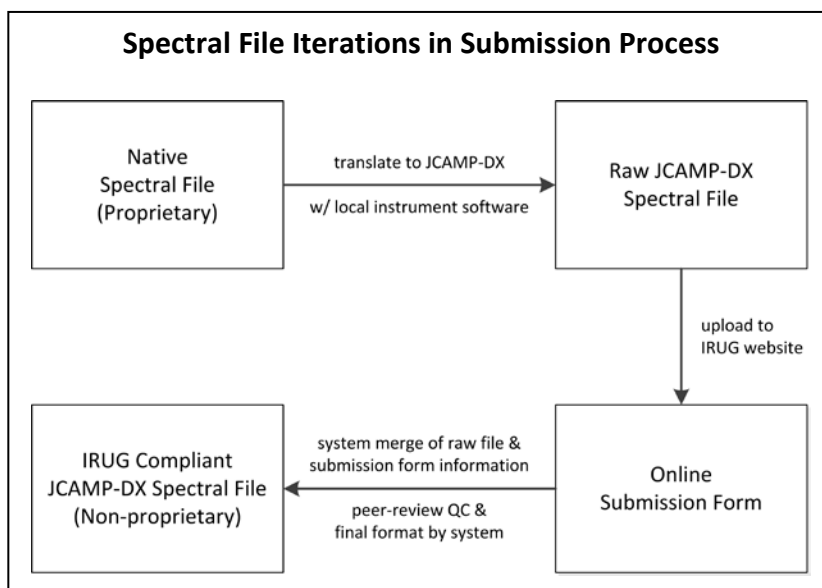 Spectral File Iterations in Submission Process
Native
Spectral File
(Proprietary)
translate to JCAMP-DX
w/ local instrument software
Raw JCAMP-DX
Spectral File
upload to
IRUG website
Online
Submission Form
system merge of raw file &
submission form information
peer-review QC &
final format by system
IRUG Compliant
JCAMP-DX Spectral File
(Non-proprietary)